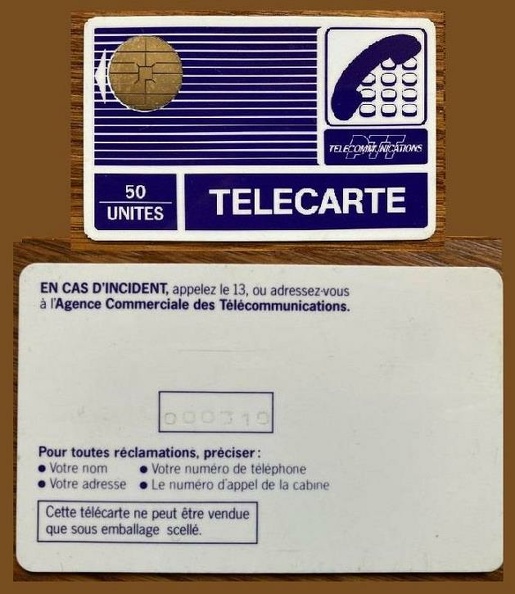 PTT
TELECOMMUNICATIONS
50
UNITES
TELECARTE
EN CAS D'INCIDENT, appelez le 13, ou adressez-vous
à l'Agence Commerciale des Télécommunications.
000319
Pour toutes réclamations, préciser :
● Votre nom ● Votre numéro de téléphone
● Votre adresse ● Le numéro d'appel de la cabine
Cette télécarte ne peut être vendue
que sous emballage scellé.